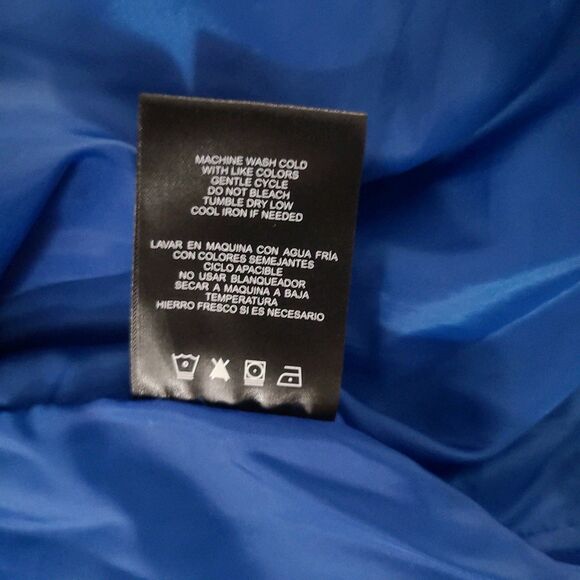 MACHINE WASH COLD
WITH LIKE COLORS
GENTLE CYCLE
DO NOT BLEACH
TUMBLE DRY LOW
COOL IRON IF NEEDED
LAVAR EN MAQUINA CON AGUA FRÍA
CON COLORES SEMEJANTES
CICLO APACIBLE
NO USAR BLANQUEADOR
SECAR A MAQUINA A BAJA
TEMPERATURA
HIERRO FRESCO SI ES NECESARIO